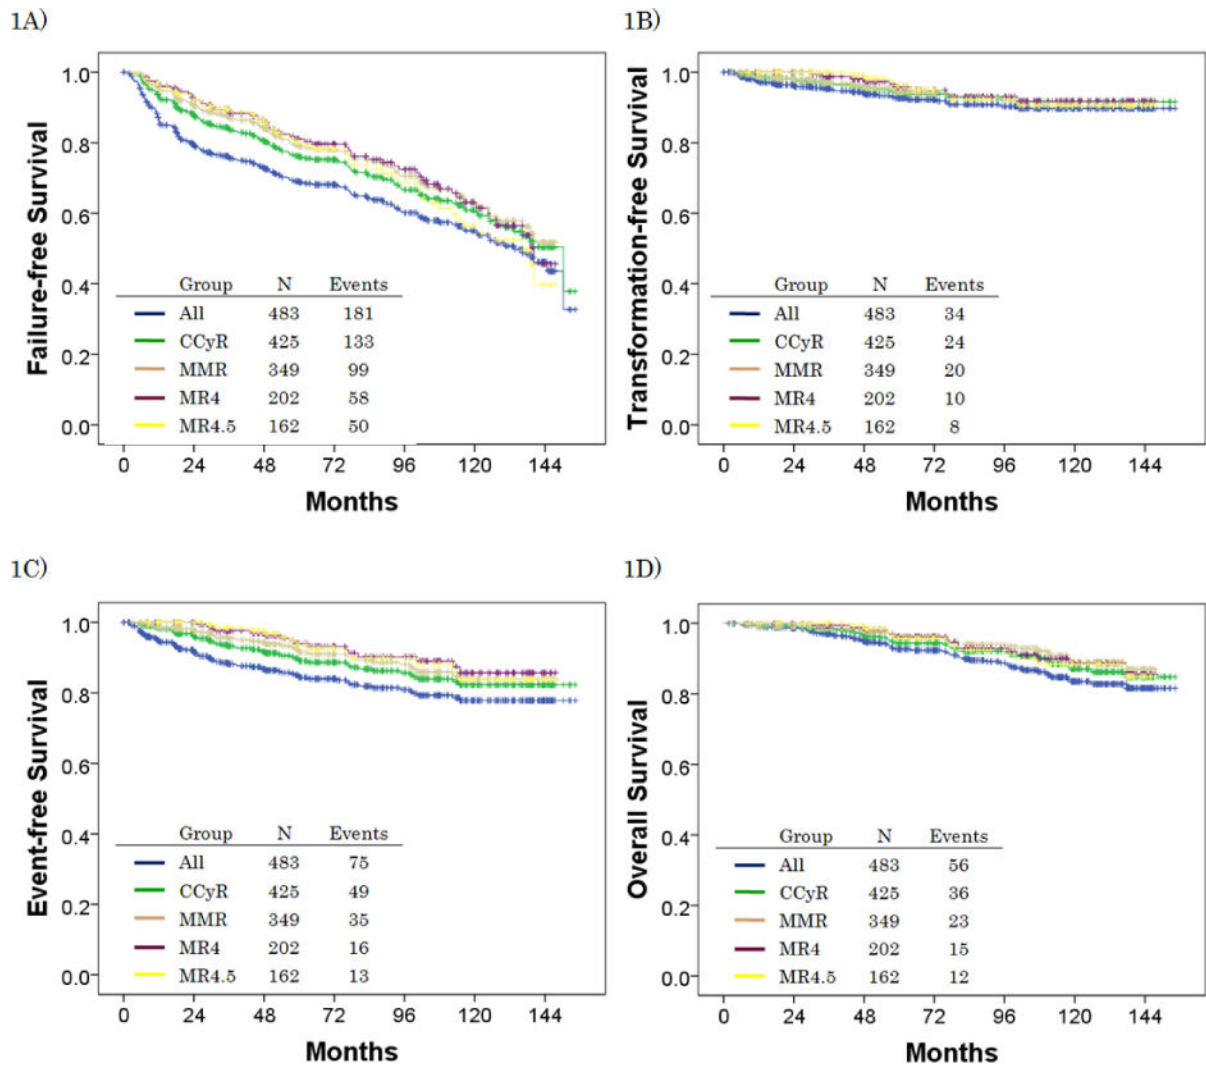 1A)
Failure-free Survival
1.0
0.8
0.6
0.4
0.2
0.0
Group N Events
All 483 181
CCyR 425 133
MMR 349 99
MR4 202 58
MR4.5 162 50
0 24 48 72 96 120 144
Months
1B)
Transformation-free Survival
1.0
0.8
0.6
0.4
0.2
0.0
Group N Events
All 483 34
CCyR 425 24
MMR 349 20
MR4 202 10
MR4.5 162 8
0 24 48 72 96 120 144
Months
1C)
Event-free Survival
1.0
0.8
0.6
0.4
0.2
0.0
Group N Events
All 483 75
CCyR 425 49
MMR 349 35
MR4 202 16
MR4.5 162 13
0 24 48 72 96 120 144
Months
1D)
Overall Survival
1.0
0.8
0.6
0.4
0.2
0.0
Group N Events
All 483 56
CCyR 425 36
MMR 349 23
MR4 202 15
MR4.5 162 12
0 24 48 72 96 120 144
Months